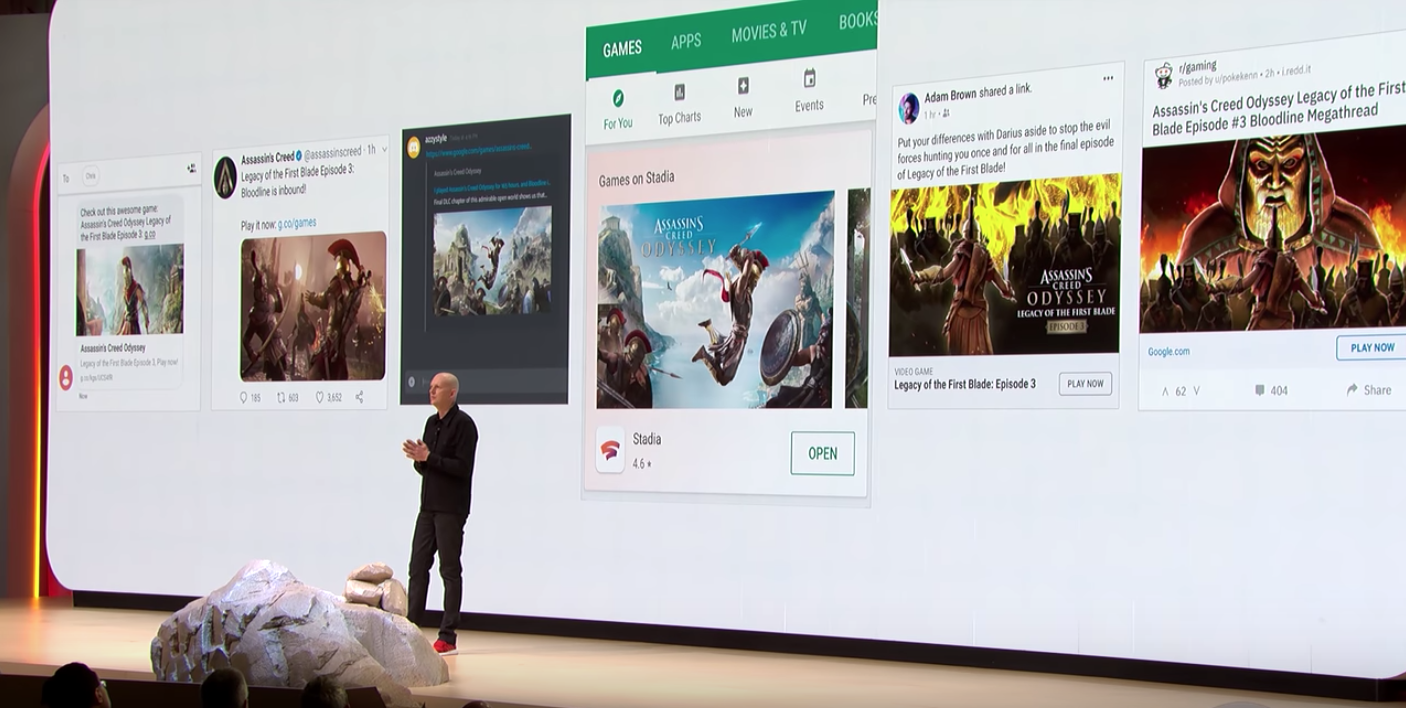 To
Chris
Check out this awesome game:
Assassin's Creed Odyssey Legacy of
the First Blade Episode 3: g.co
Assassin's Creed Odyssey
Legacy of the First Blade Episode 3, Play now!
Now
Assassin's Creed @assassinscreed · 1h
Legacy of the First Blade Episode 3:
Bloodline is inbound!
Play it now: g.co/games
185
603
3,652
Assassin's Creed Odyssey
Final DLC chapter of this admirable open world shows us that...
GAMES
APPS
MOVIES & TV
BOOKS
For You
Top Charts
New
Events
Pre
Games on Stadia
ASSASSIN'S
CREED
ODYSSEY
Stadia
4.6 ★
OPEN
Adam Brown shared a link.
1 hr ·
Put your differences with Darius aside to stop the evil
forces hunting you once and for all in the final episode
of Legacy of the First Blade!
ASSASSIN'S
CREED
ODYSSEY
LEGACY OF THE FIRST BLADE
EPISODE 3
VIDEO GAME
Legacy of the First Blade: Episode 3
PLAY NOW
r/gaming
Posted by u/pokekenn • 2h • i.redd.it
Assassin's Creed Odyssey Legacy of the First
Blade Episode #3 Bloodline Megathread
Google.com
PLAY NOW
62
404
Share